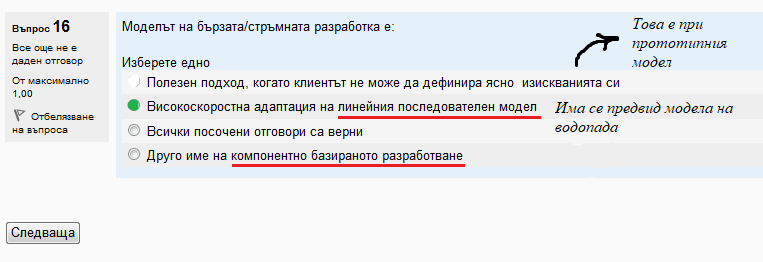 Въпрос 16
Все още не е
даден отговор
От максимално
1,00
Отбелязване
на въпроса
Моделът на бързата/стръмната разработка е:
Изберете едно
Полезен подход, когато клиентът не може да дефинира ясно изискванията си
Високоскоростна адаптация на линейния последователен модел
Всички посочени отговори са верни
Друго име на компонентно базираното разработване
Това е при
прототипния
модел
Има се предвид модела на
водопада
Следваща